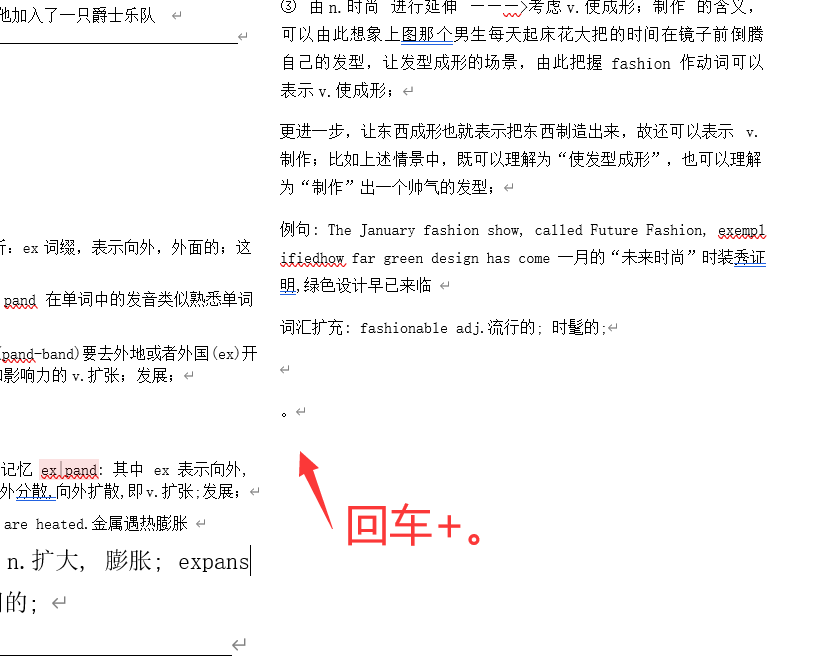 他加入了一只爵士乐队
析：ex 词缀，表示向外，外面的；这
pand 在单词中的发音类似熟悉单词
(pand-band)要去外地或者外国(ex)开
和影响力的 v.扩张；发展；
记忆 ex|pand: 其中 ex 表示向外，
外分散,向外扩散,即 v.扩张;发展；
are heated.金属遇热膨胀
n.扩大, 膨胀; expans
的;
③ 由 n.时尚 进行延伸 ———>考虑 v.使成形；制作 的含义，
可以由此想象上图那个男生每天起床花大把的时间在镜子前倒腾
自己的发型，让发型成形的场景，由此把握 fashion 作动词可以
表示 v.使成形；
更进一步，让东西成形也就表示把东西制造出来，故还可以表示 v.
制作；比如上述情景中，既可以理解为“使发型成形”，也可以理解
为“制作”出一个帅气的发型；
例句: The January fashion show, called Future Fashion, exempl
ifiedhow far green design has come 一月的“未来时尚”时装秀证
明,绿色设计早已来临
词汇扩充: fashionable adj.流行的; 时髦的;
。
回车+。